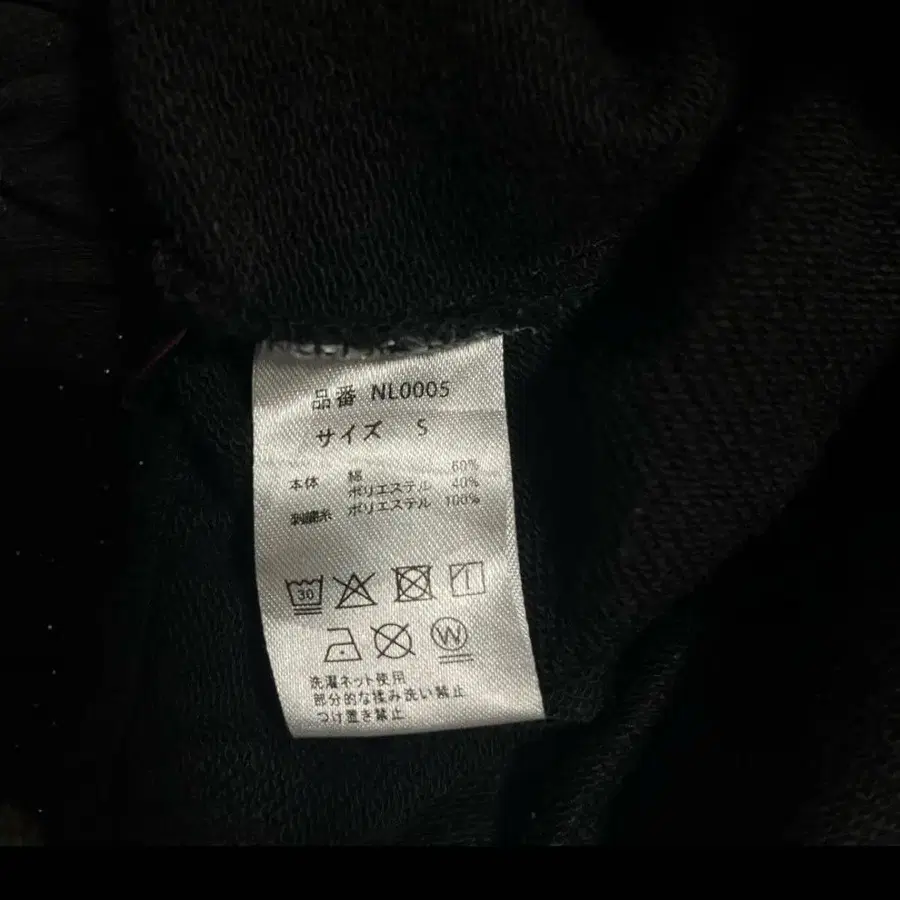 品番 NL0005
サイズ S
本体 綿 60%
ポリエステル 40%
刺繍糸 ポリエステル 100%
30
W
洗濯ネット使用
部分的な揉み洗い禁止
つけ置き禁止